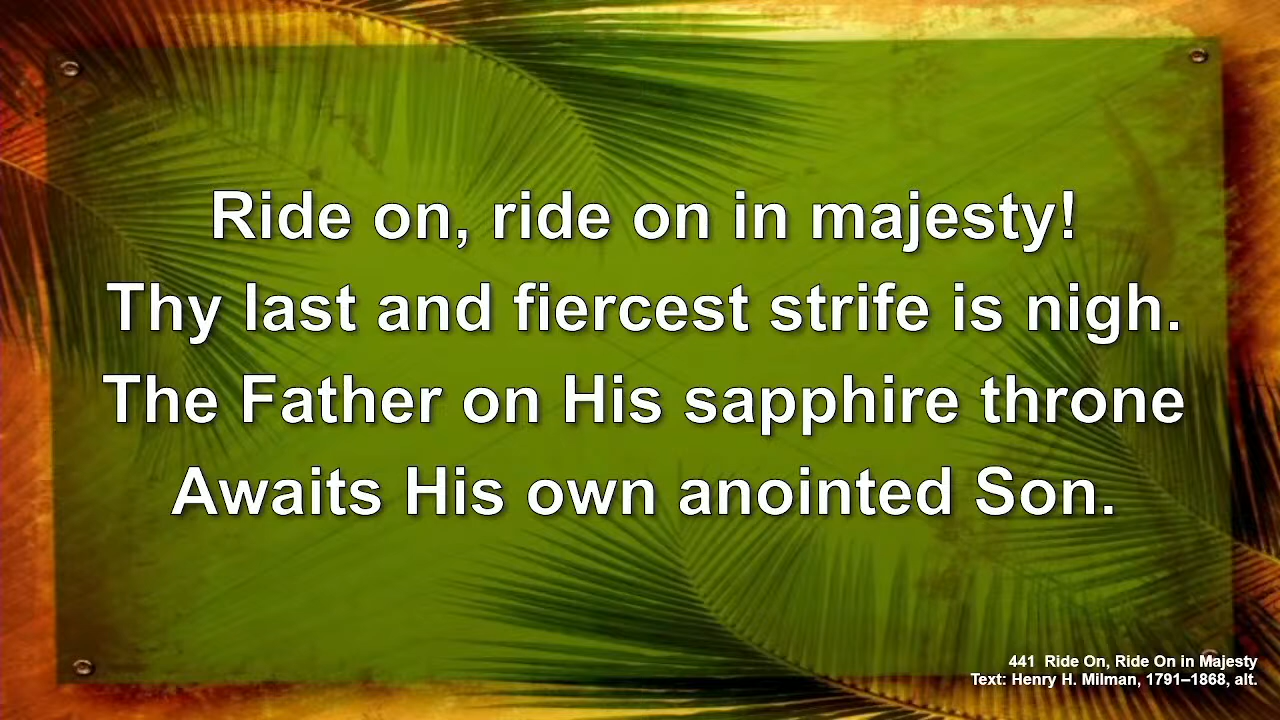 Ride on, ride on in majesty!
Thy last and fiercest strife is nigh.
The Father on His sapphire throne
Awaits His own anointed Son.
441  Ride On, Ride On in Majesty
Text: Henry H. Milman, 1791–1868, alt.